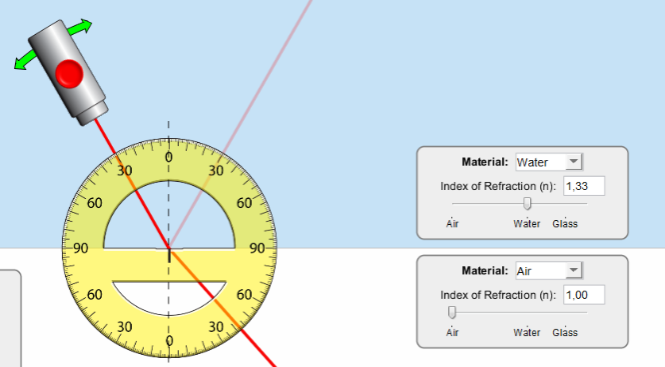 0
30
30
60
60
90
90
60
60
30
30
0
Material: Water
Index of Refraction (n): 1,33
Air Water Glass
Material: Air
Index of Refraction (n): 1,00
Air Water Glass